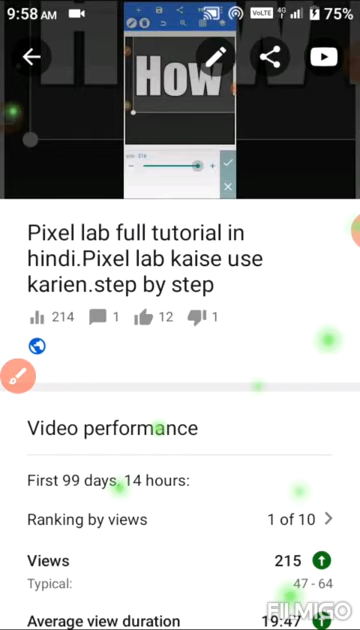 9:58 AM
VoLTE 4G 75%
How
Pixel lab full tutorial in
hindi.Pixel lab kaise use
karien.step by step
214 1 12 1
Video performance
First 99 days, 14 hours:
Ranking by views 1 of 10
Views 215
Typical: 47 - 64
Average view duration 19:47
FILMIGO